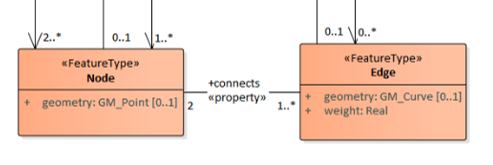 2..*
0..1
1..*
0..1
0..*
«FeatureType»
Node
+ geometry: GM_Point [0..1]
2
+connects
«property»
1..*
«FeatureType»
Edge
+ geometry: GM_Curve [0..1]
+ weight: Real